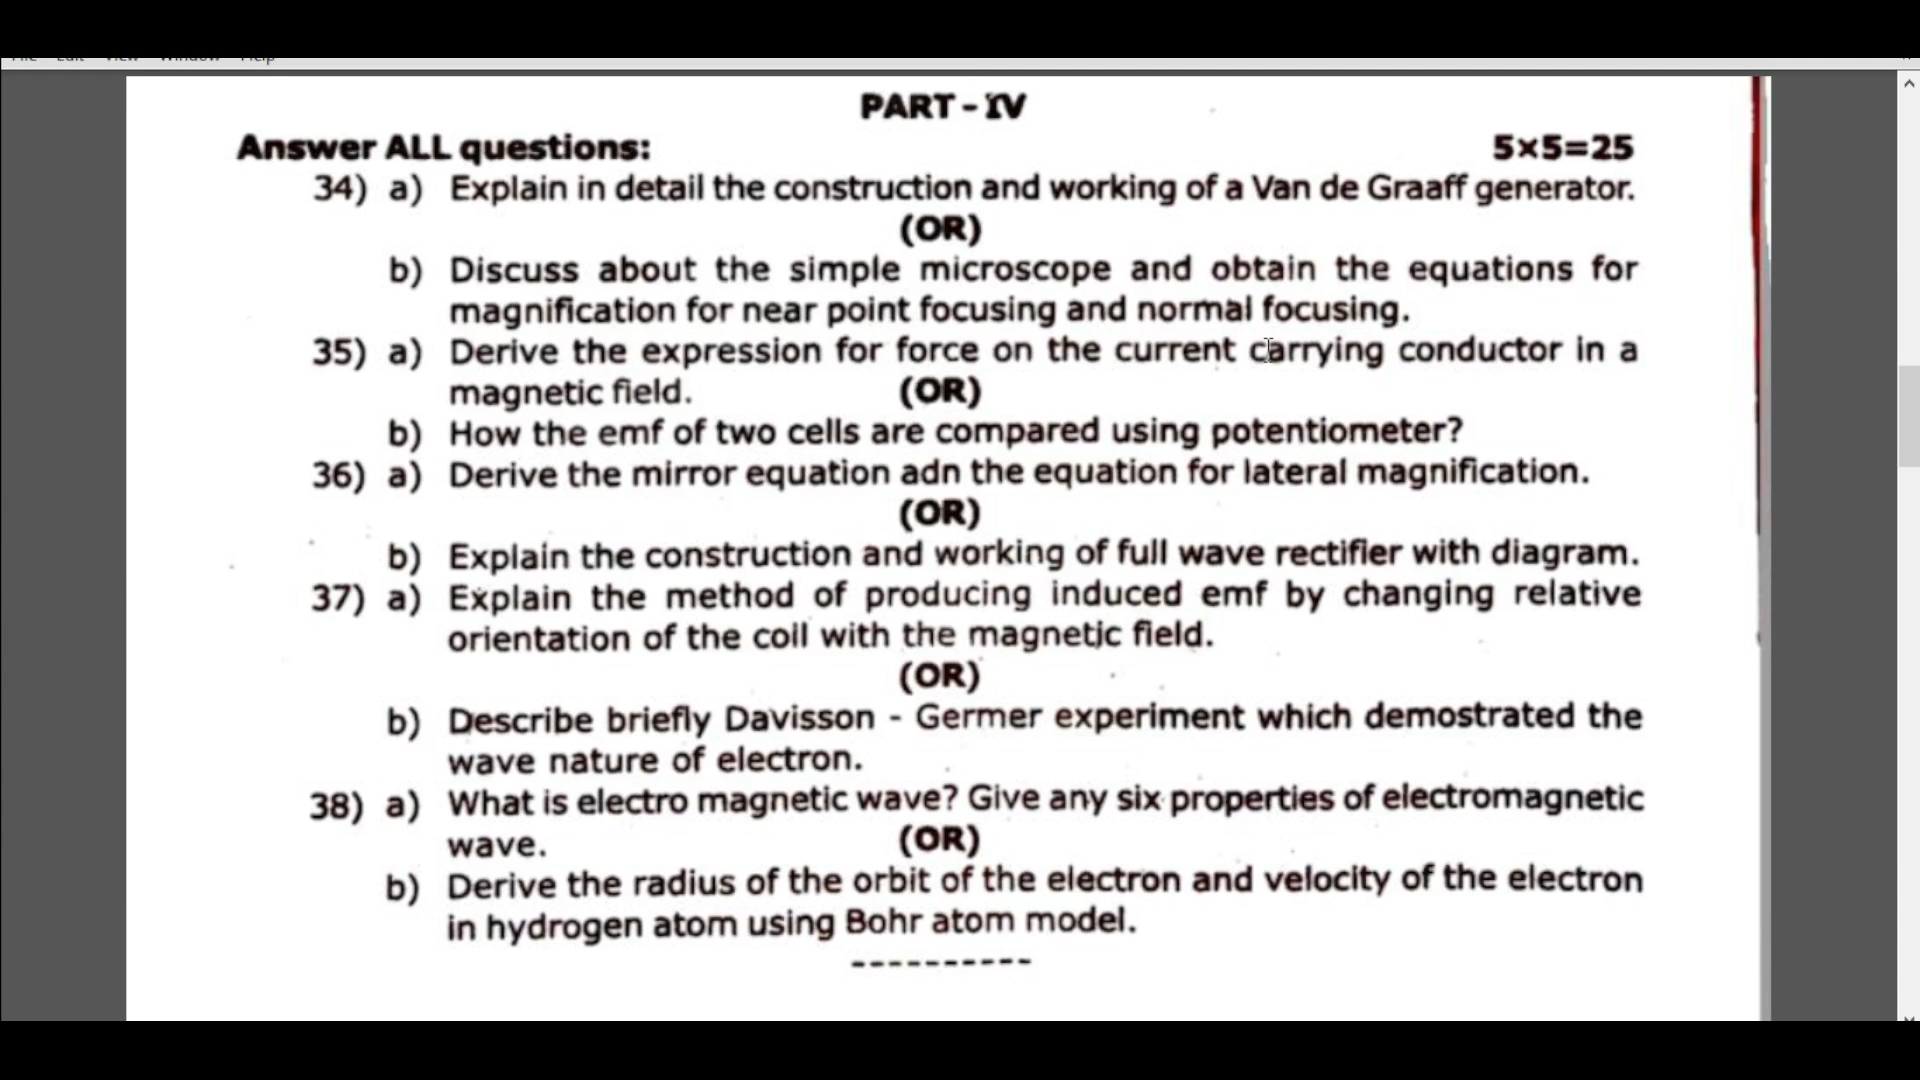 File Edit View Window Help
PART - IV
Answer ALL questions: 5×5=25
34) a) Explain in detail the construction and working of a Van de Graaff generator.
(OR)
b) Discuss about the simple microscope and obtain the equations for
magnification for near point focusing and normal focusing.
35) a) Derive the expression for force on the current carrying conductor in a
magnetic field. (OR)
b) How the emf of two cells are compared using potentiometer?
36) a) Derive the mirror equation adn the equation for lateral magnification.
(OR)
b) Explain the construction and working of full wave rectifier with diagram.
37) a) Explain the method of producing induced emf by changing relative
orientation of the coil with the magnetic field.
(OR)
b) Describe briefly Davisson - Germer experiment which demostrated the
wave nature of electron.
38) a) What is electro magnetic wave? Give any six properties of electromagnetic
wave. (OR)
b) Derive the radius of the orbit of the electron and velocity of the electron
in hydrogen atom using Bohr atom model.
----------